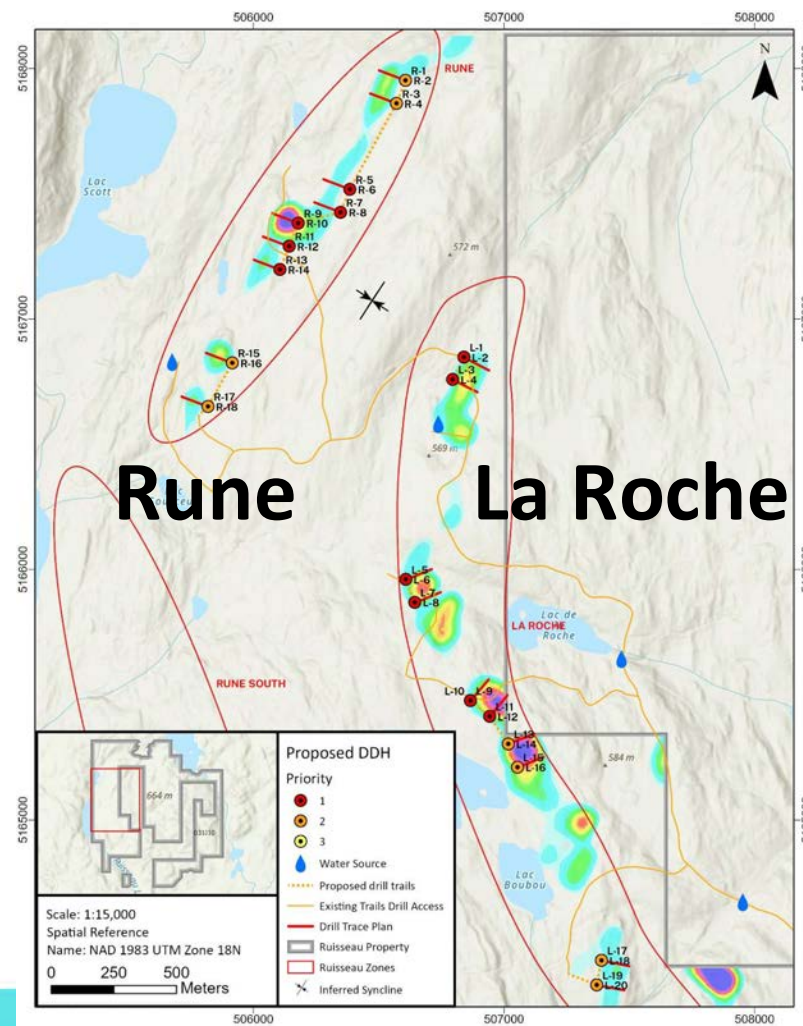 506000
507000
508000
5168000
5167000
5166000
5165000
N
RUNE
R-1
R-2
R-3
R-4
Lac
Scott
R-5
R-6
R-7
R-8
R-9
R-10
R-11
R-12
R-13
R-14
572 m
R-15
R-16
R-17
R-18
L-1
L-2
L-3
L-4
569 m
Rune
La Roche
L-5
L-6
L-7
L-8
Lac de
Roche
LA ROCHE
RUNE SOUTH
L-10
L-9
L-11
L-12
L-13
L-14
L-15
L-16
584 m
Lac
Boubou
L-17
L-18
L-19
L-20
664 m
Scale: 1:15,000
Spatial Reference
Name: NAD 1983 UTM Zone 18N
0 250 500
Meters
Proposed DDH
Priority
1
2
3
Water Source
Proposed drill trails
Existing Trails Drill Access
Drill Trace Plan
Ruisseau Property
Ruisseau Zones
Inferred Syncline
506000
507000
508000